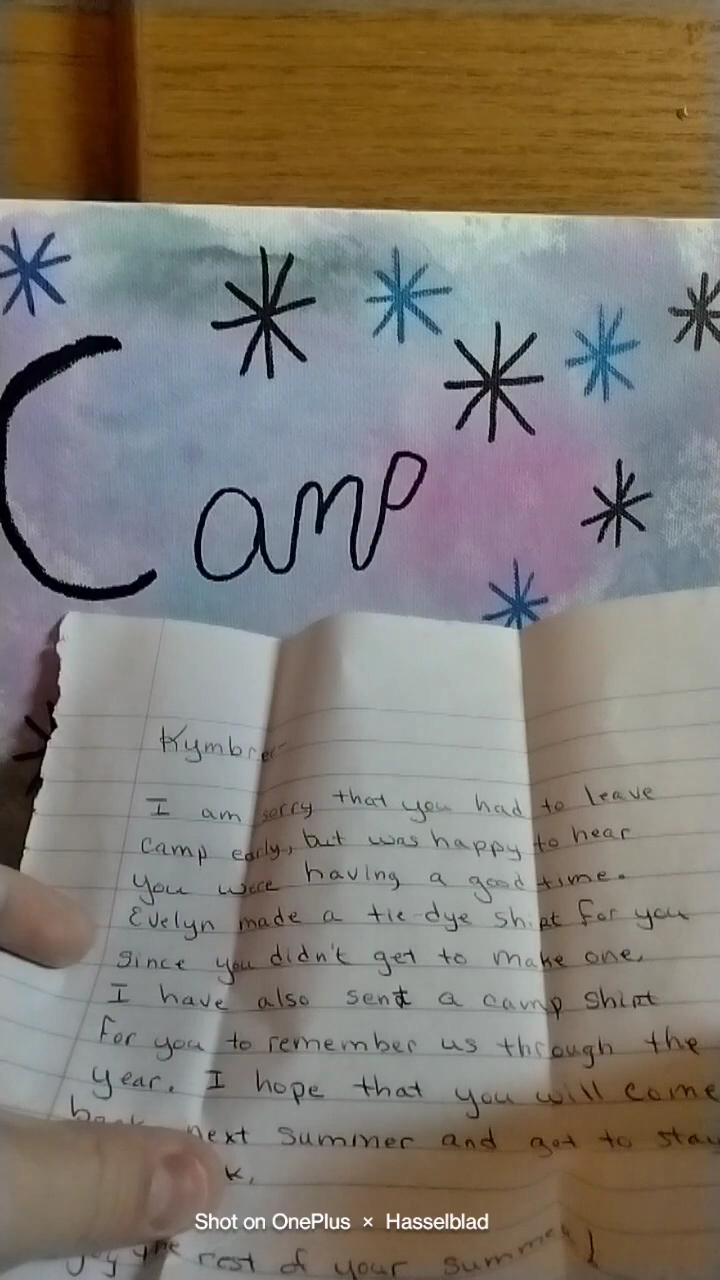 Camp
Kymbree-
I am sorry that you had to leave
camp early, but was happy to hear
you were having a good time.
Evelyn made a tie-dye shirt for you
since you didn't get to make one.
I have also sent a camp shirt
for you to remember us through the
year. I hope that you will come
back next summer and get to stay
k.
the rest of your summer!
Shot on OnePlus × Hasselblad